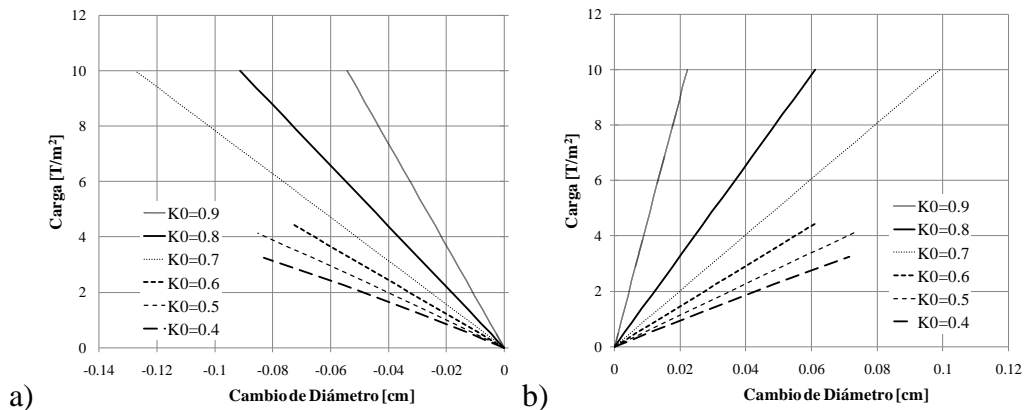 12
10
8
6
4
2
0
Carga [T/m²]
K0=0.9
K0=0.8
K0=0.7
K0=0.6
K0=0.5
K0=0.4
-0.14 -0.12 -0.1 -0.08 -0.06 -0.04 -0.02 0
Cambio de Diámetro [cm]
a)
12
10
8
6
4
2
0
Carga [T/m²]
K0=0.9
K0=0.8
K0=0.7
K0=0.6
K0=0.5
K0=0.4
0 0.02 0.04 0.06 0.08 0.1 0.12
Cambio de Diámetro [cm]
b)